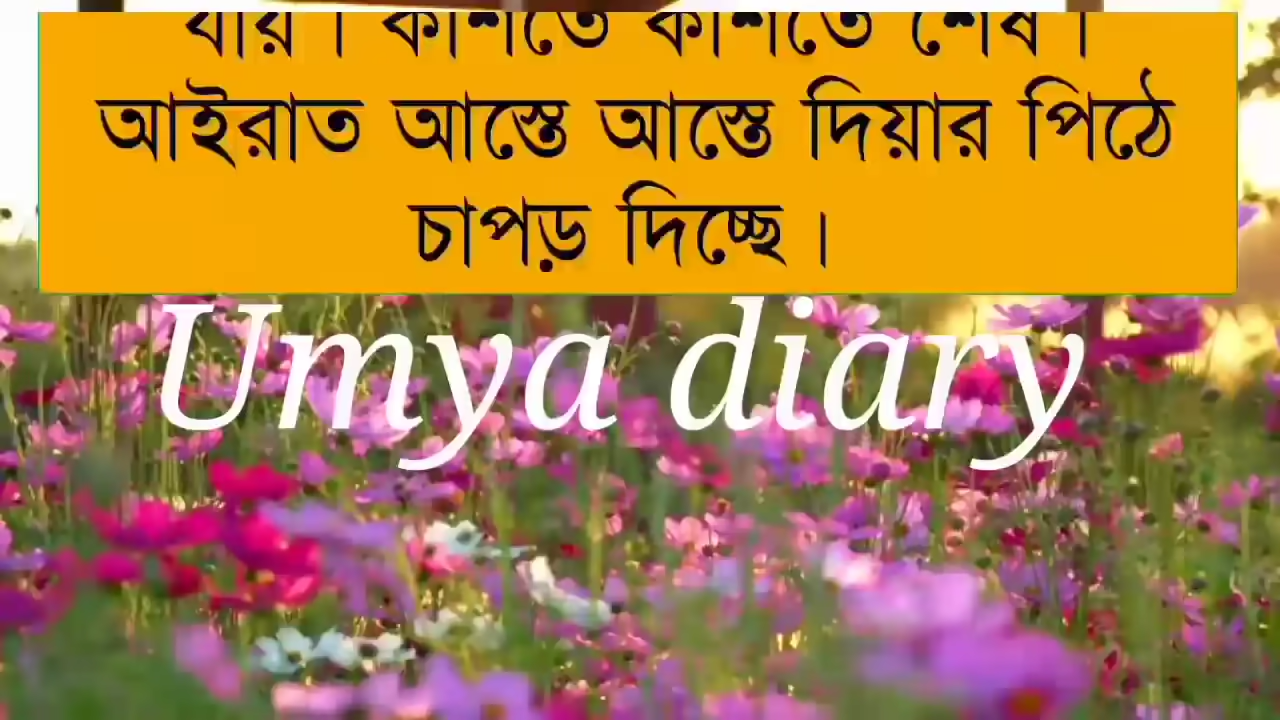 যায়। কাশতে কাশতে শেষ।
আইরাত আস্তে আস্তে দিয়ার পিঠে
চাপড় দিচ্ছে।
Umya diary